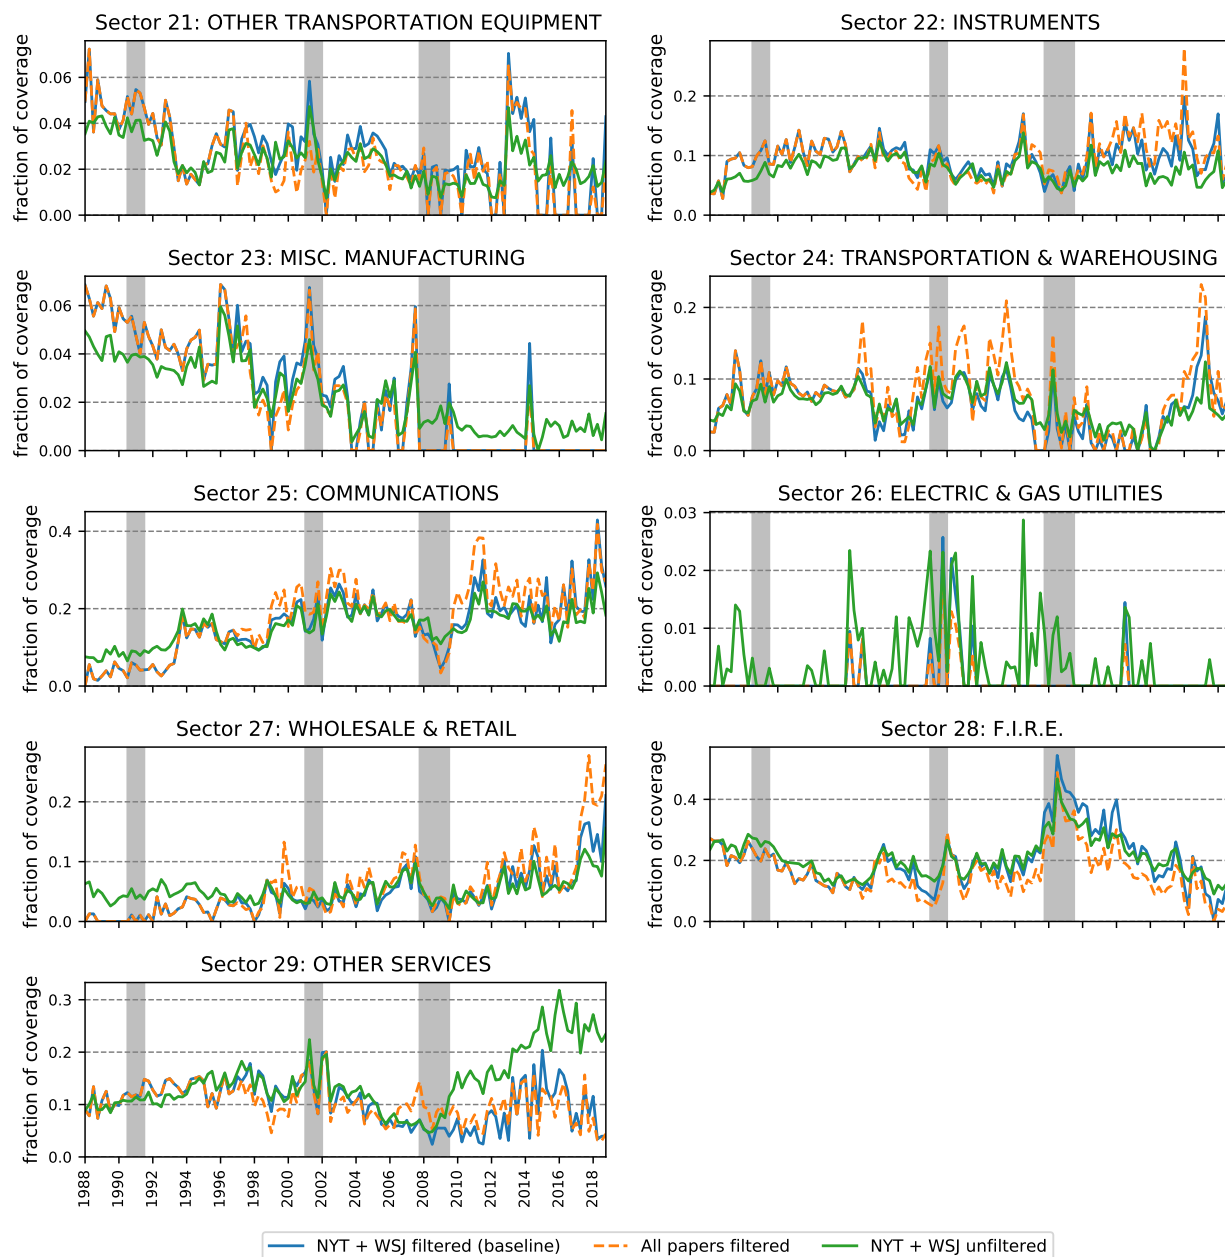 Sector 21: OTHER TRANSPORTATION EQUIPMENT
fraction of coverage
0.06
0.04
0.02
0.00
Sector 22: INSTRUMENTS
fraction of coverage
0.2
0.1
0.0
Sector 23: MISC. MANUFACTURING
fraction of coverage
0.06
0.04
0.02
0.00
Sector 24: TRANSPORTATION & WAREHOUSING
fraction of coverage
0.2
0.1
0.0
Sector 25: COMMUNICATIONS
fraction of coverage
0.4
0.2
0.0
Sector 26: ELECTRIC & GAS UTILITIES
fraction of coverage
0.03
0.02
0.01
0.00
Sector 27: WHOLESALE & RETAIL
fraction of coverage
0.2
0.1
0.0
Sector 28: F.I.R.E.
fraction of coverage
0.4
0.2
0.0
Sector 29: OTHER SERVICES
fraction of coverage
0.3
0.2
0.1
0.0
1988 1990 1992 1994 1996 1998 2000 2002 2004 2006 2008 2010 2012 2014 2016 2018
NYT + WSJ filtered (baseline) All papers filtered NYT + WSJ unfiltered